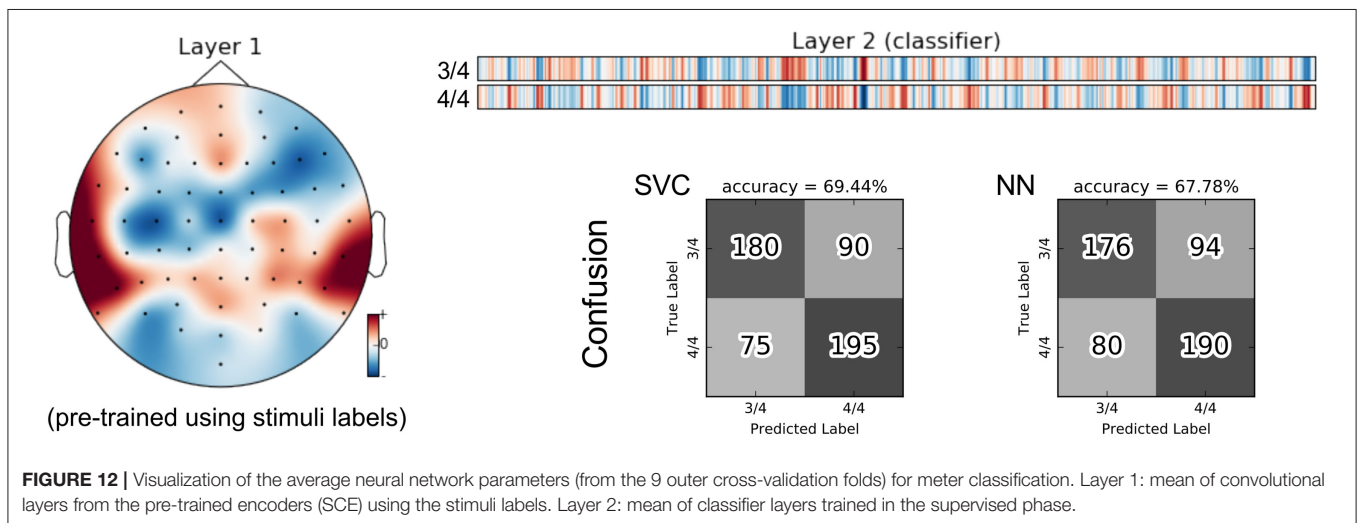 Layer 1
Layer 2 (classifier)
3/4
4/4
+
0
-
(pre-trained using stimuli labels)
Confusion
SVC
accuracy = 69.44%
True Label
3/4
180
90
4/4
75
195
3/4
4/4
Predicted Label
NN
accuracy = 67.78%
True Label
3/4
176
94
4/4
80
190
3/4
4/4
Predicted Label
FIGURE 12 | Visualization of the average neural network parameters (from the 9 outer cross-validation folds) for meter classification. Layer 1: mean of convolutional
layers from the pre-trained encoders (SCE) using the stimuli labels. Layer 2: mean of classifier layers trained in the supervised phase.